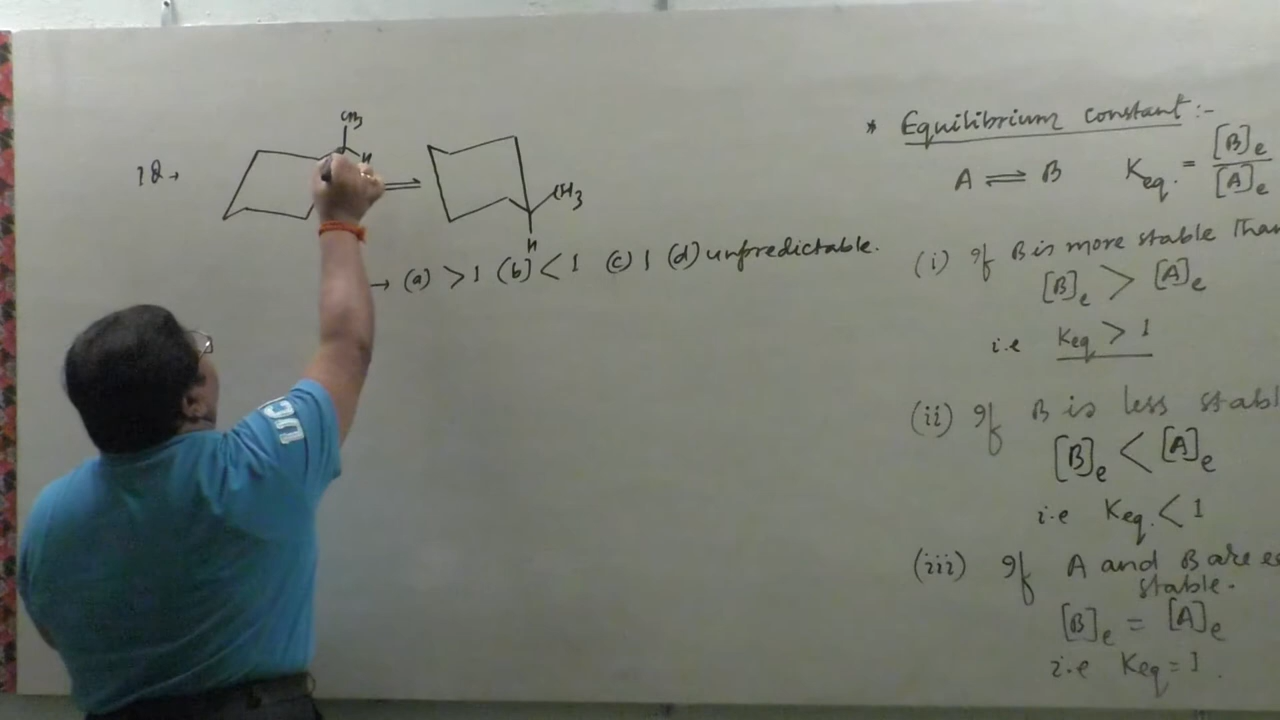 1Q→
CH3
H
CH3
H
→ (a) >1 (b) <1 (c) 1 (d) unpredictable.
* Equilibrium constant :-
A ⇌ B Keq. = [B]e / [A]e
(i) If B is more stable Than
[B]e > [A]e
i.e Keq > 1
(ii) If B is less stabl
[B]e < [A]e
i.e Keq. < 1
(iii) If A and B are e
stable.
[B]e = [A]e
i.e Keq = 1.
UCN